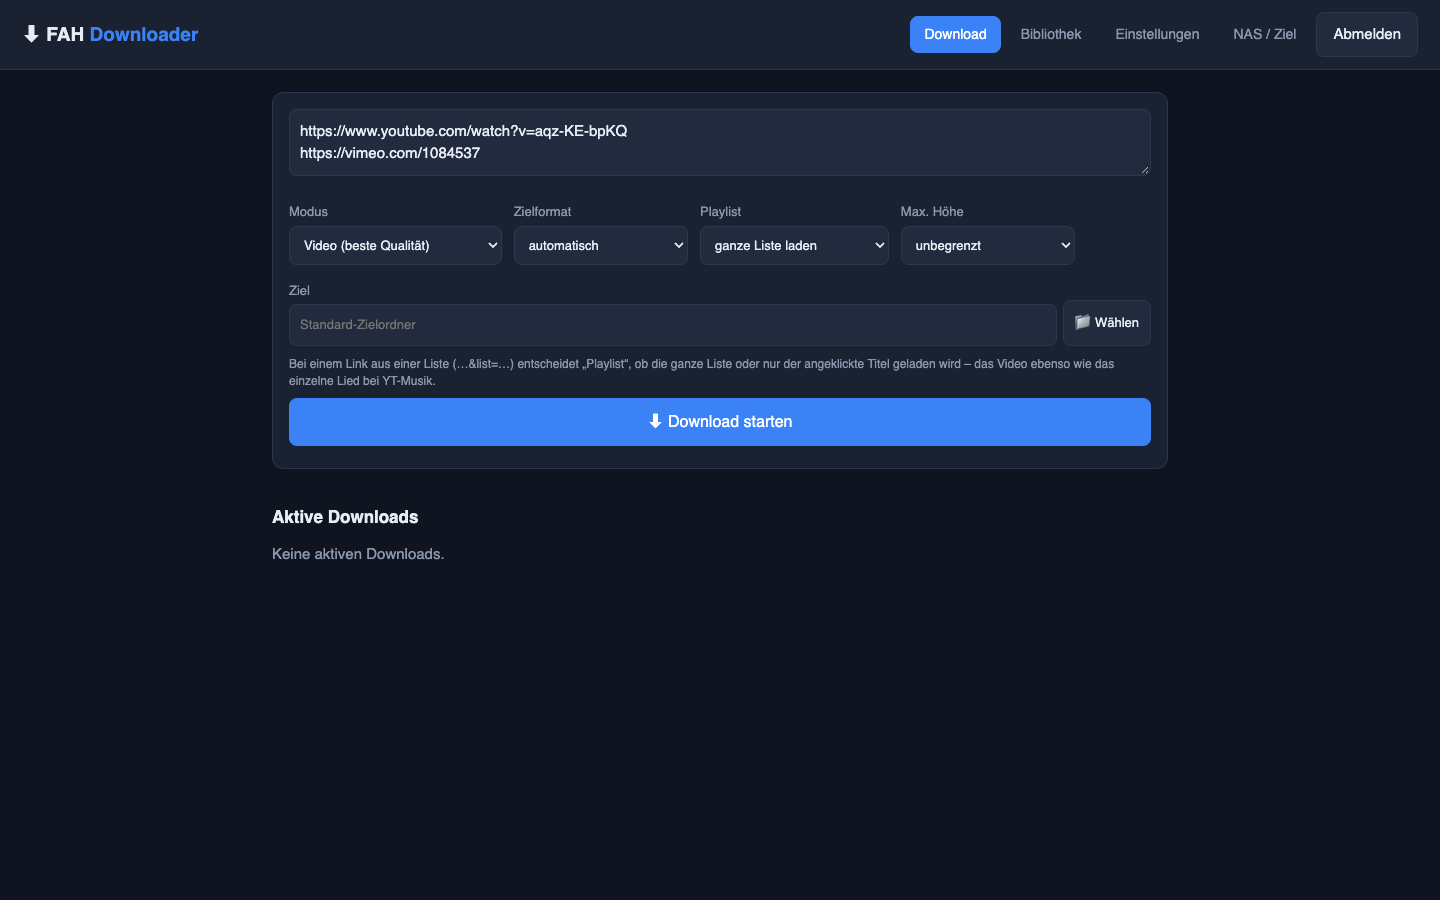 FAH Downloader
Download
Bibliothek
Einstellungen
NAS / Ziel
Abmelden
https://www.youtube.com/watch?v=aqz-KE-bpKQ
https://vimeo.com/1084537
Modus
Zielformat
Playlist
Max. Höhe
Video (beste Qualität)
automatisch
ganze Liste laden
unbegrenzt
Ziel
Standard-Zielordner
Wählen
Bei einem Link aus einer Liste (…&list=…) entscheidet „Playlist“, ob die ganze Liste oder nur der angeklickte Titel geladen wird – das Video ebenso wie das
einzelne Lied bei YT-Musik.
Download starten
Aktive Downloads
Keine aktiven Downloads.